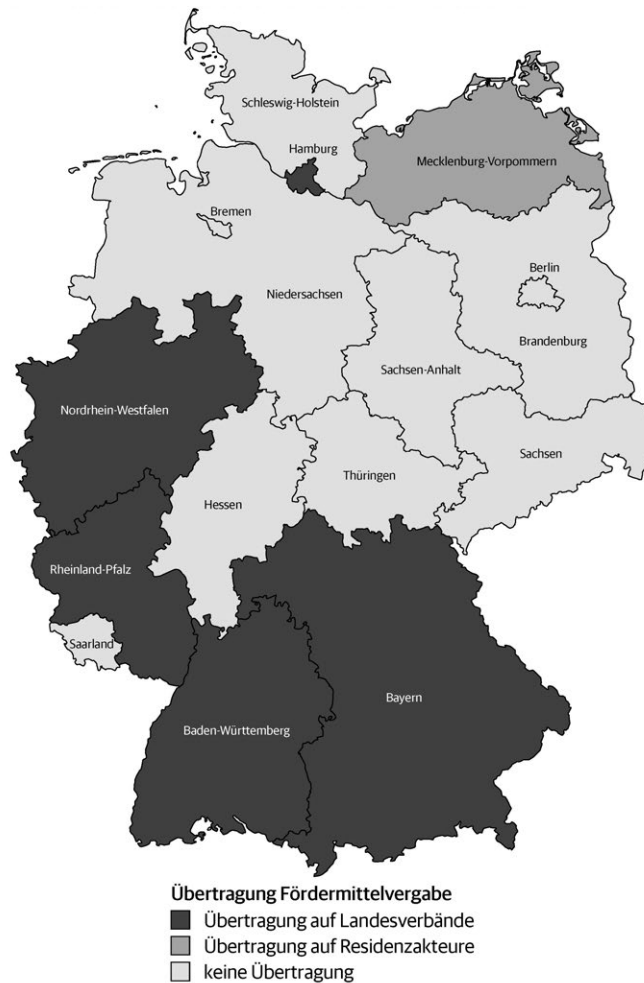 Schleswig-Holstein
Hamburg
Mecklenburg-Vorpommern
Bremen
Berlin
Niedersachsen
Brandenburg
Sachsen-Anhalt
Nordrhein-Westfalen
Sachsen
Thüringen
Hessen
Rheinland-Pfalz
Saarland
Bayern
Baden-Württemberg
Übertragung Fördermittelvergabe
Übertragung auf Landesverbände
Übertragung auf Residenzakteure
keine Übertragung